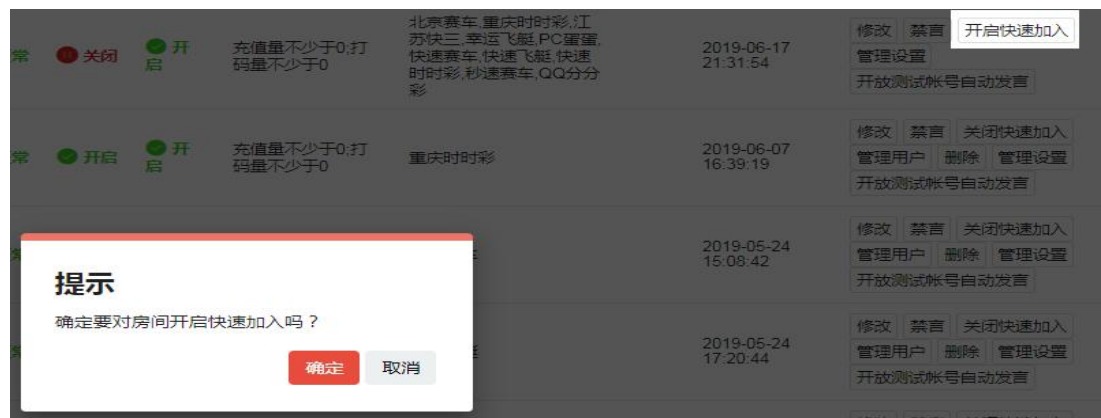 北京赛车,重庆时时彩,江
苏快三,幸运飞艇,PC蛋蛋,
快速赛车,快速飞艇,快速
时时彩,秒速赛车,QQ分分
彩
常 关闭 开
启
充值量不少于0;打
码量不少于0
2019-06-17
21:31:54
修改 禁言 开启快速加入
管理设置
开放测试帐号自动发言
常 开启 开
启
充值量不少于0;打
码量不少于0
重庆时时彩
2019-06-07
16:39:19
修改 禁言 关闭快速加入
管理用户 删除 管理设置
开放测试帐号自动发言
2019-05-24
15:08:42
修改 禁言 关闭快速加入
管理用户 删除 管理设置
开放测试帐号自动发言
提示
确定要对房间开启快速加入吗？
确定 取消
2019-05-24
17:20:44
修改 禁言 关闭快速加入
管理用户 删除 管理设置
开放测试帐号自动发言